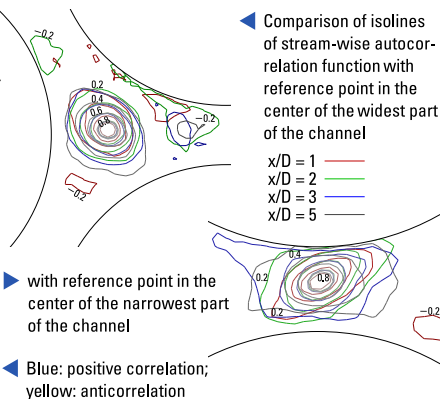 Comparison of isolines
of stream-wise autocor-
relation function with
reference point in the
center of the widest part
of the channel
x/D = 1
x/D = 2
x/D = 3
x/D = 5
−0.2
0.2
0.4
0.6
0.8
−0.2
−0.2
0.4
0.2
0.8
0.2
−0.2
with reference point in the
center of the narrowest part
of the channel
Blue: positive correlation;
yellow: anticorrelation